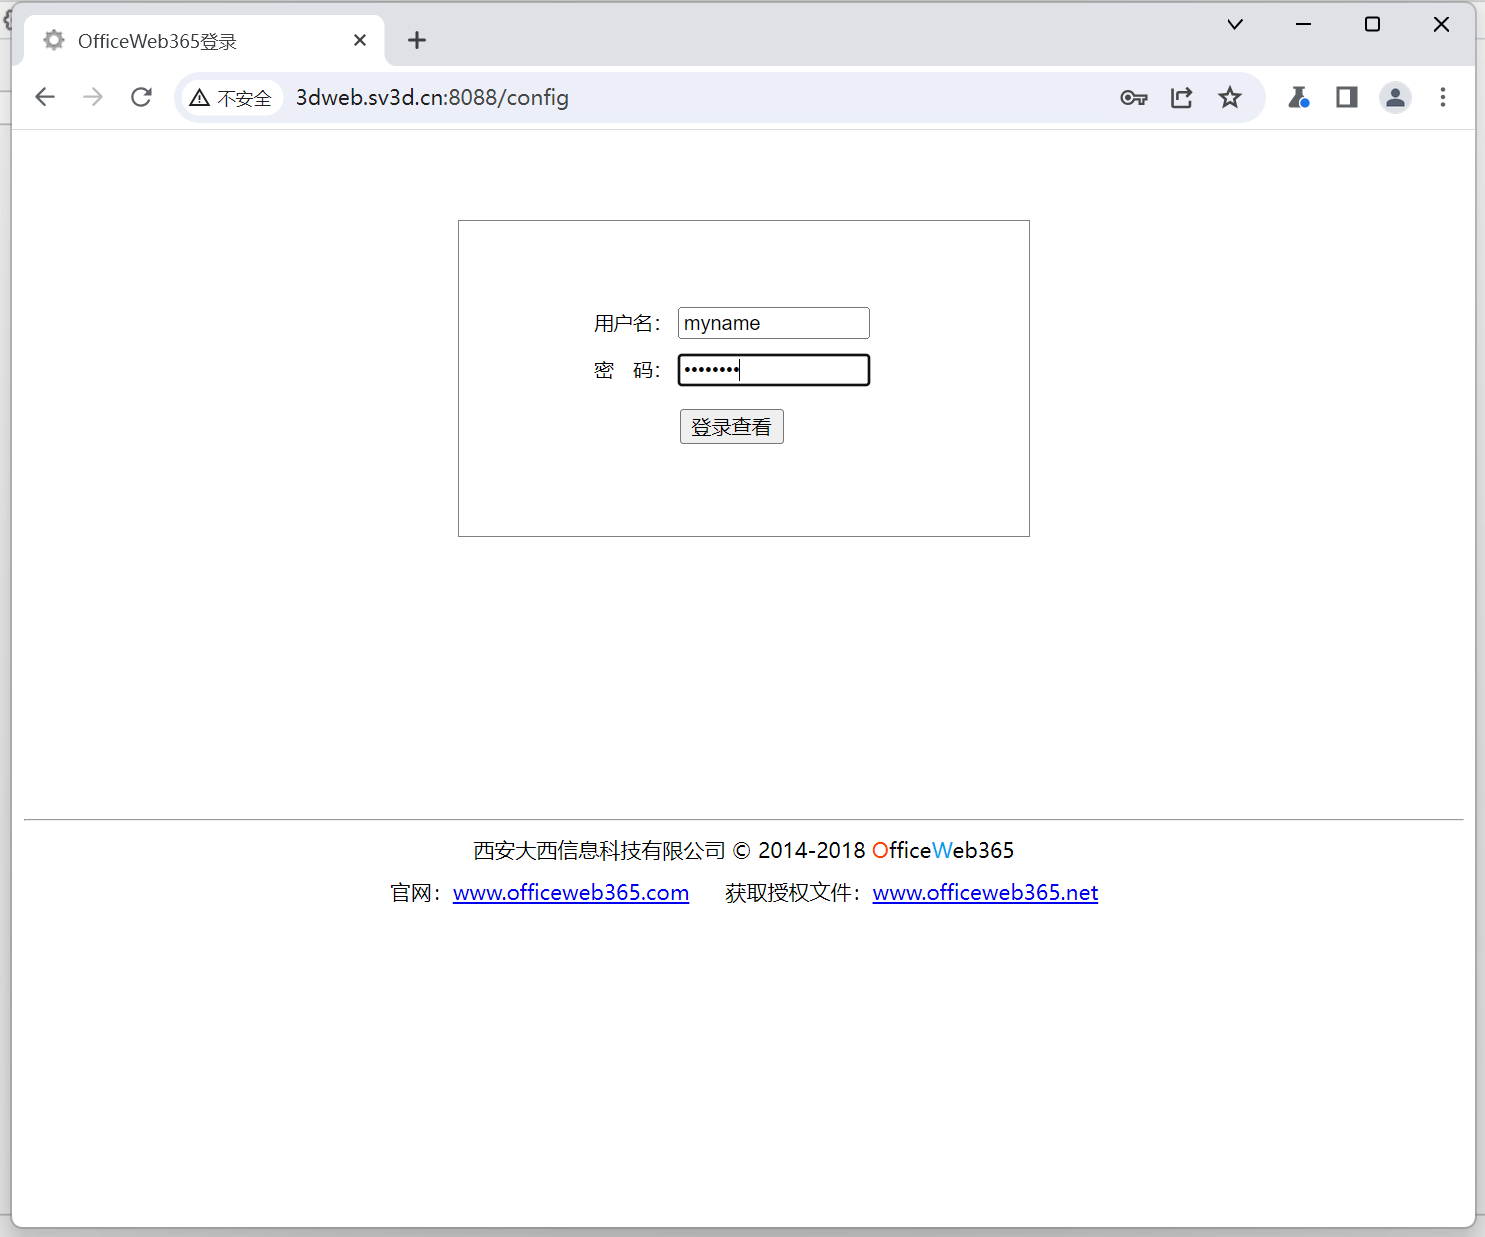 OfficeWeb365登录
不安全 3dweb.sv3d.cn:8088/config
用户名： myname
密 码： ••••••••
登录查看
西安大西信息科技有限公司 © 2014-2018 OfficeWeb365
官网：www.officeweb365.com 获取授权文件：www.officeweb365.net